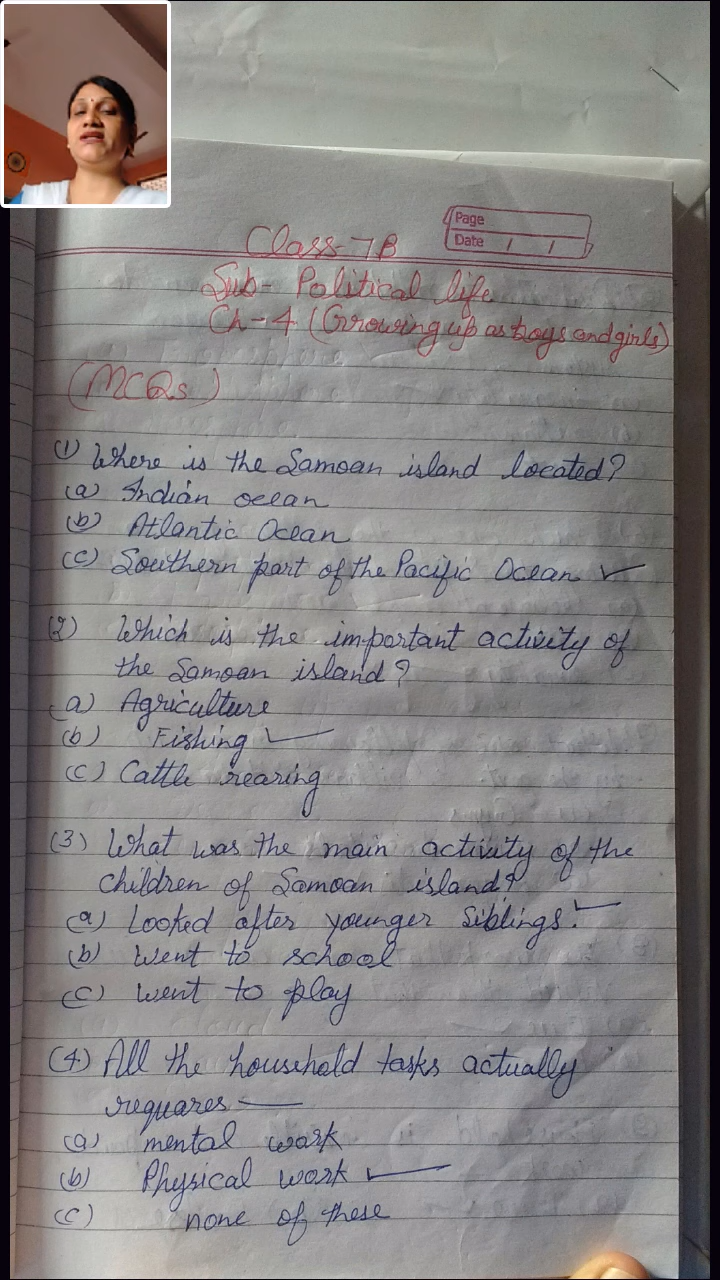 Page
Date / /
Class-7B
Sub- Political life
Ch-4 (Growing up as boys and girls)
(MCQs)
(1) Where is the Samoan island located?
(a) Indian ocean
(b) Atlantic Ocean
(c) Southern part of the Pacific Ocean ✓
(2) Which is the important activity of
the Samoan island?
(a) Agriculture
(b) Fishing ✓
(c) Cattle rearing
(3) What was the main activity of the
children of Samoan island?
(a) Looked after younger siblings. ✓
(b) Went to school
(c) went to play
(4) All the household tasks actually
requares —
(a) mental work
(b) Physical work ✓
(c) none of these